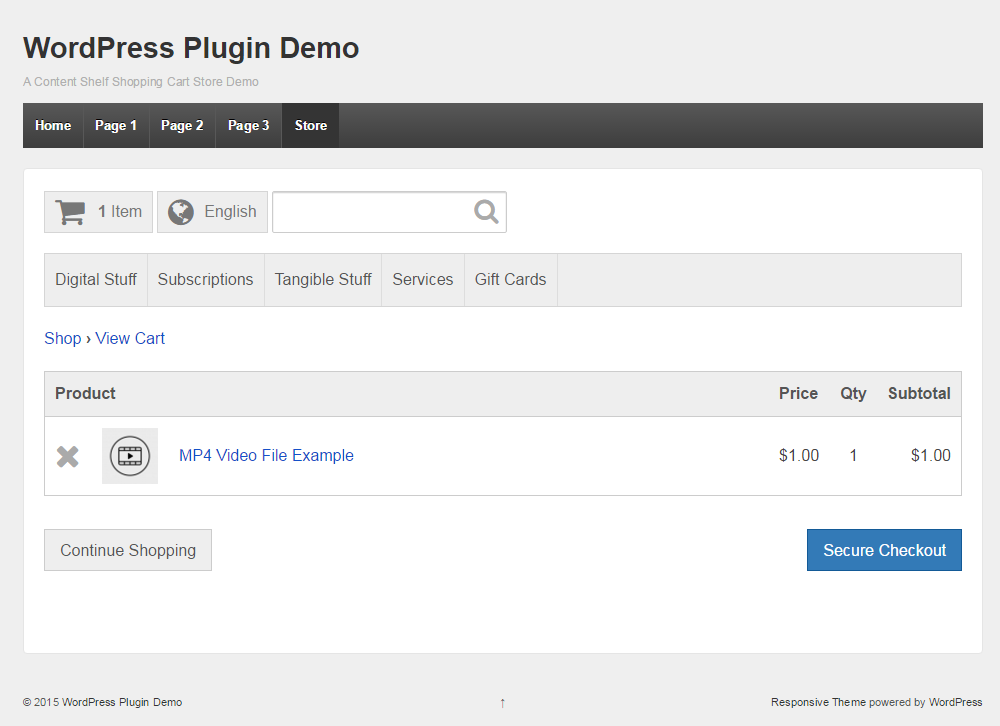 WordPress Plugin Demo
A Content Shelf Shopping Cart Store Demo
Home Page 1 Page 2 Page 3 Store
1 Item English
Digital Stuff Subscriptions Tangible Stuff Services Gift Cards
Shop › View Cart
Product Price Qty Subtotal
MP4 Video File Example $1.00 1 $1.00
Continue Shopping Secure Checkout
© 2015 WordPress Plugin Demo ↑ Responsive Theme powered by WordPress